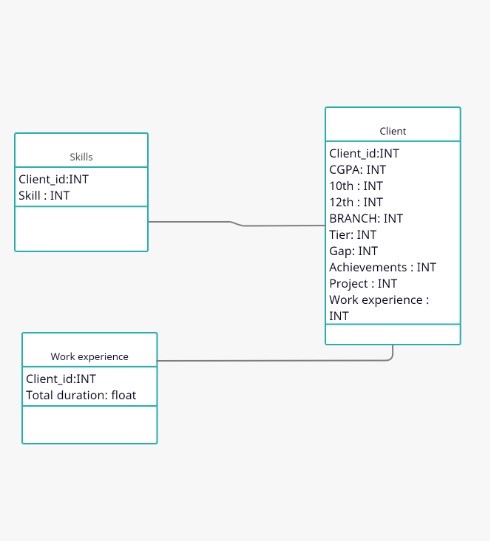 Skills
Client_id:INT
Skill : INT
Client
Client_id:INT
CGPA: INT
10th : INT
12th : INT
BRANCH: INT
Tier: INT
Gap: INT
Achievements : INT
Project : INT
Work experience :
INT
Work experience
Client_id:INT
Total duration: float